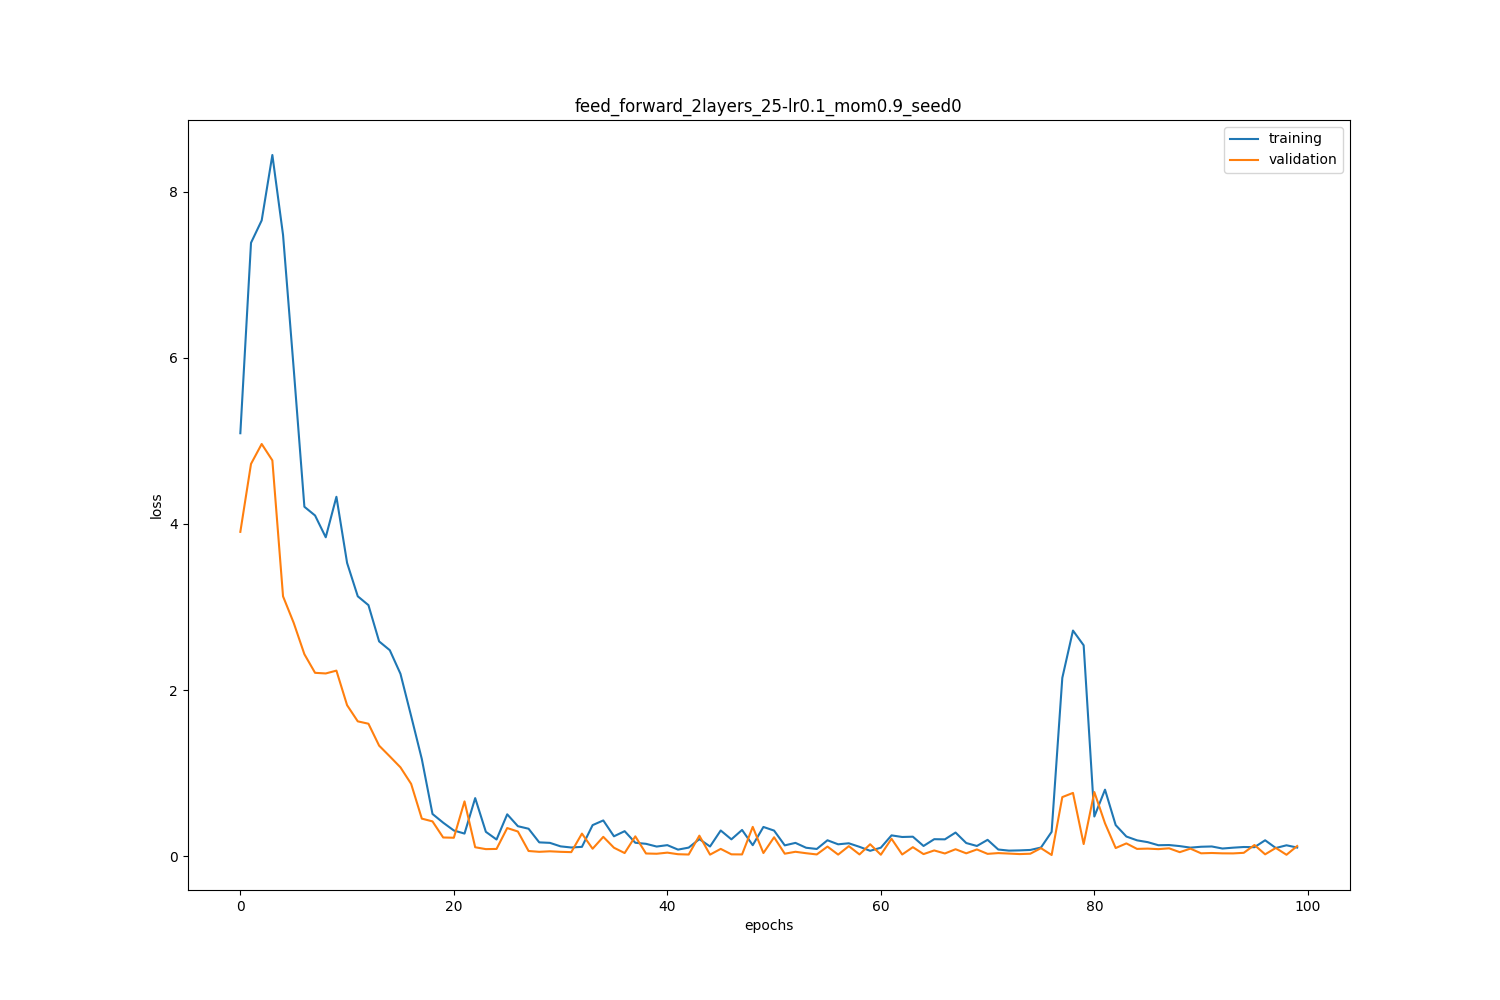 feed_forward_2layers_25-lr0.1_mom0.9_seed0
training
validation
loss
8
6
4
2
0
0 20 40 60 80 100
epochs